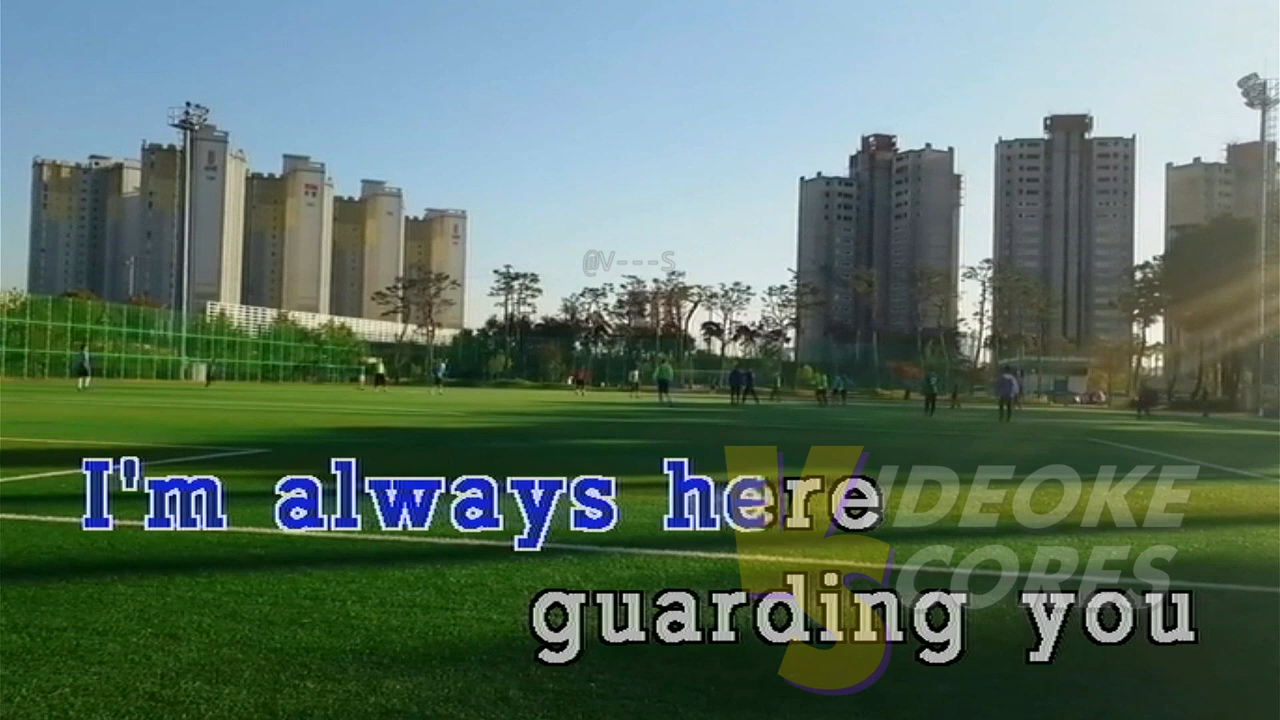 @V---S
I'm always here
guarding you
VIDEOKE
SCORES